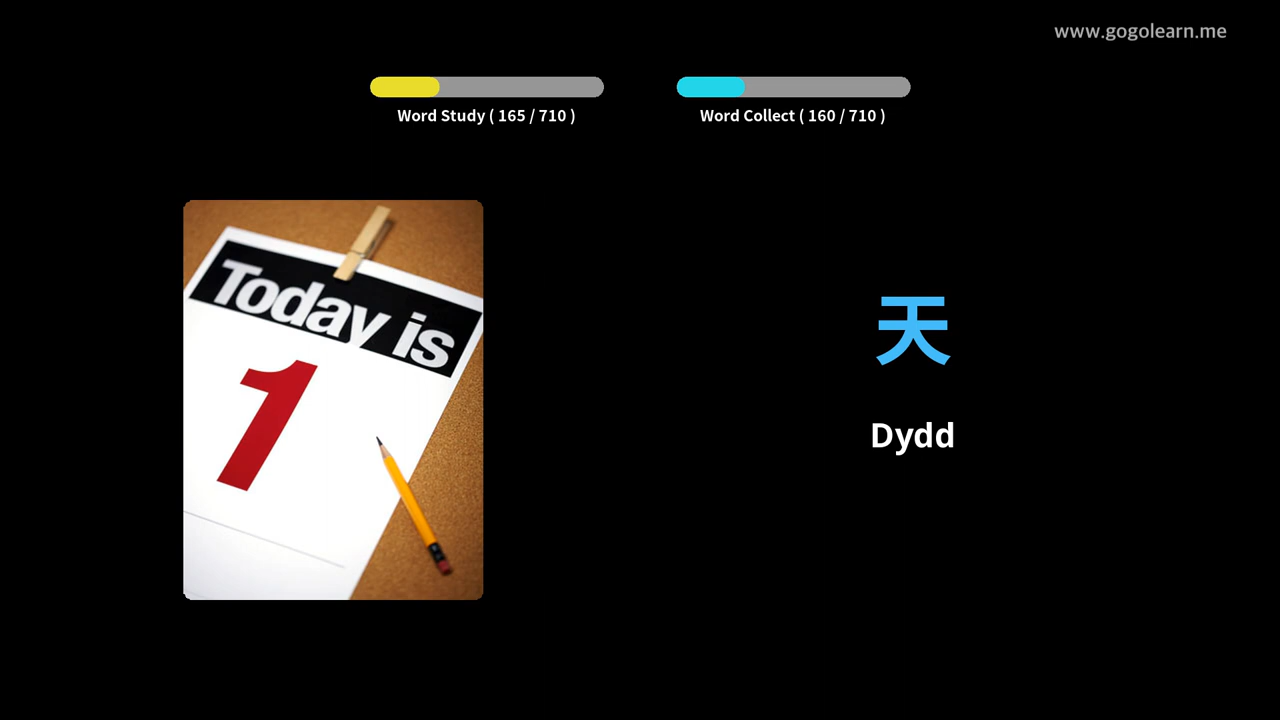 www.gogolearn.me
Word Study ( 165 / 710 )
Word Collect ( 160 / 710 )
Today is
1
天
Dydd